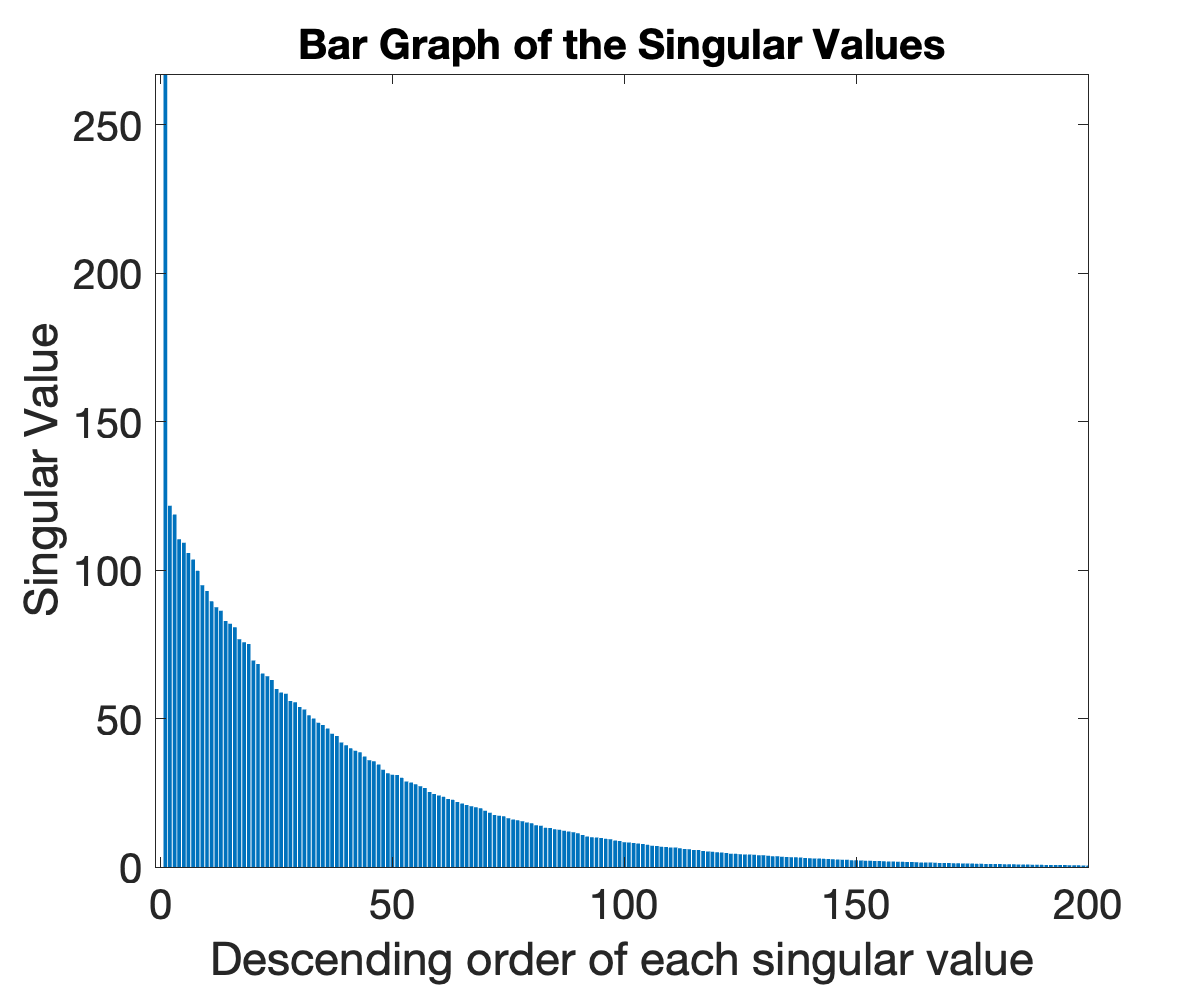 Bar Graph of the Singular Values
250
200
150
100
50
0
Singular Value
0 50 100 150 200
Descending order of each singular value